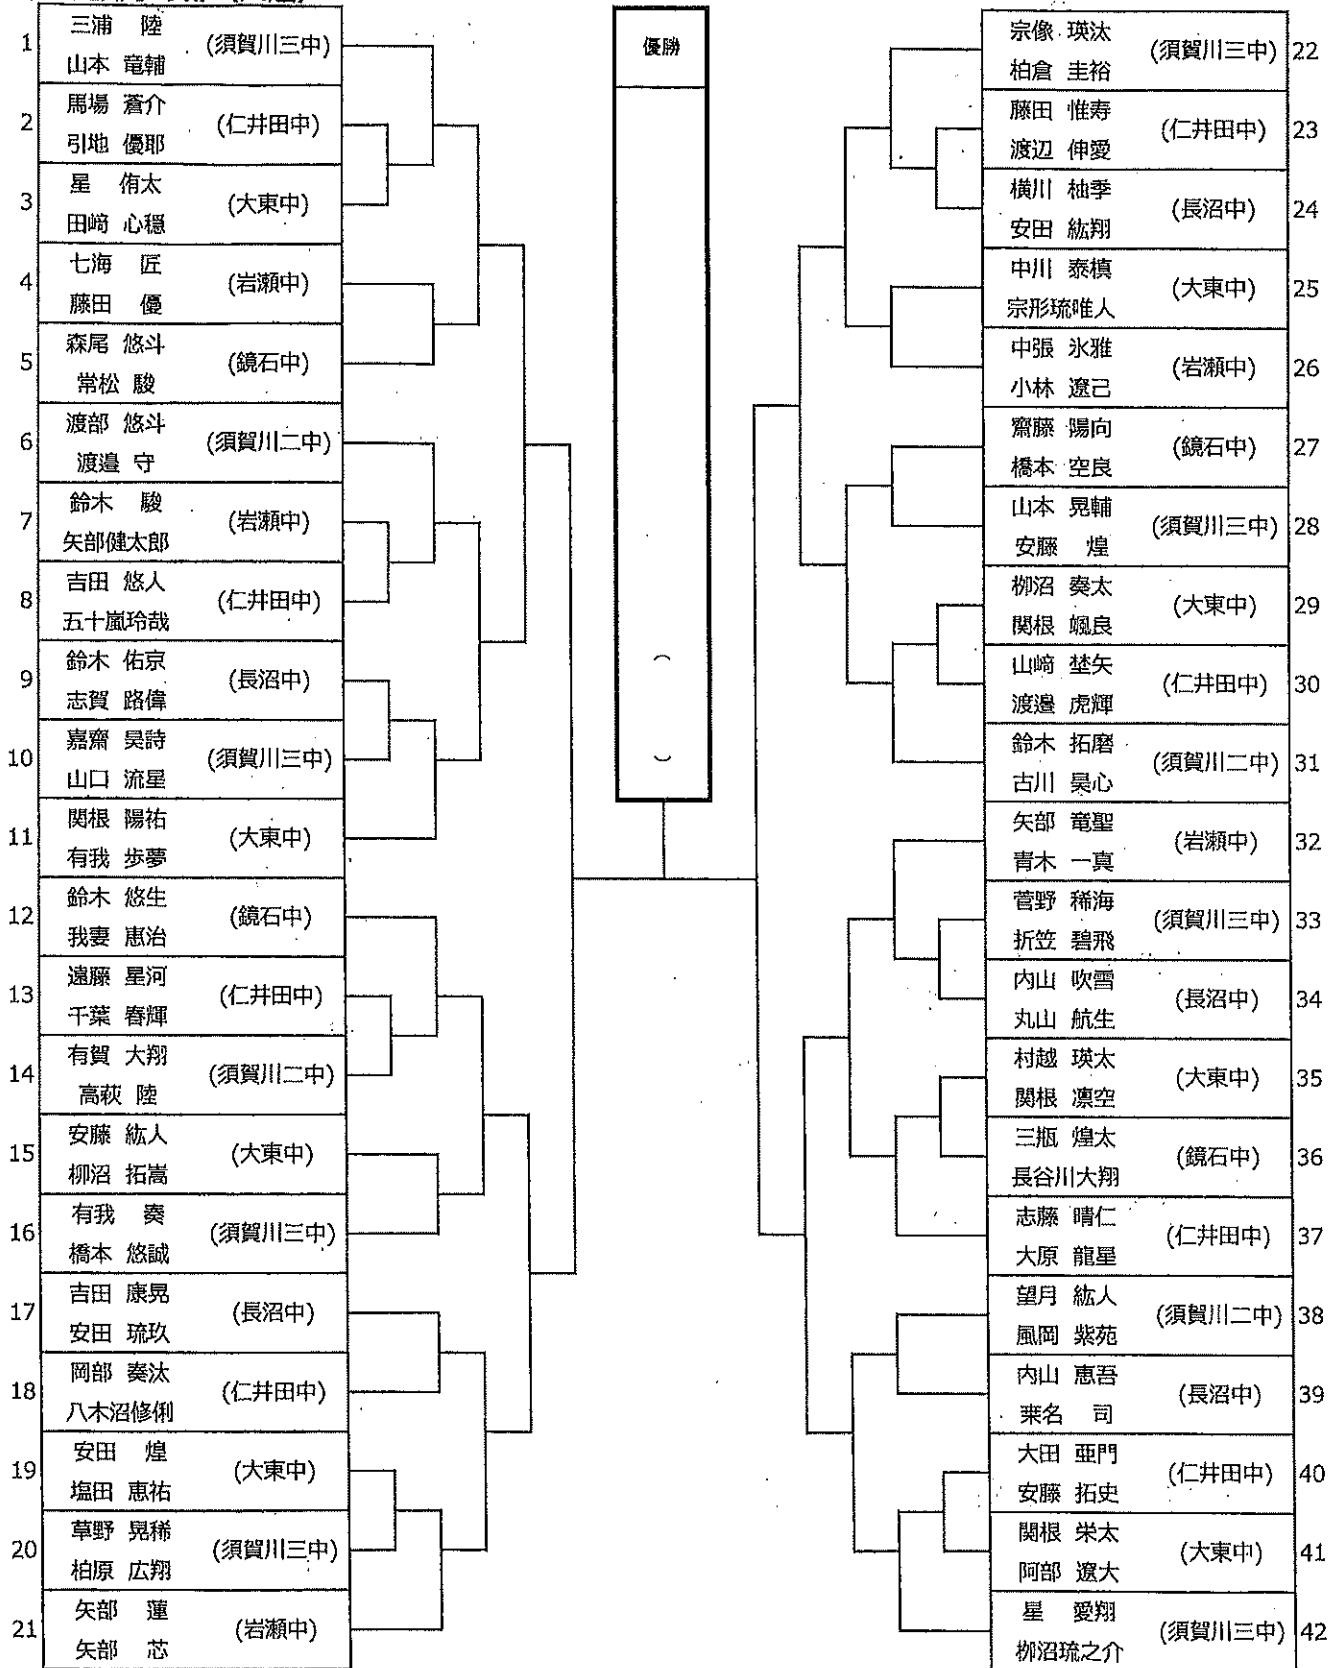 1 三浦 陸 (須賀川三中)
山本 竜輔
2 馬場 蒼介 (仁井田中)
引地 優耶
3 星 侑太 (大東中)
田﨑 心穏
4 七海 匠 (岩瀬中)
藤田 優
5 森尾 悠斗 (鏡石中)
常松 駿
6 渡部 悠斗 (須賀川二中)
渡邉 守
7 鈴木 駿 (岩瀬中)
矢部健太郎
8 吉田 悠人 (仁井田中)
五十嵐玲哉
9 鈴木 佑京 (長沼中)
志賀 路偉
10 嘉齋 昊詩 (須賀川三中)
山口 流星
11 関根 陽祐 (大東中)
有我 歩夢
12 鈴木 悠生 (鏡石中)
我妻 恵治
13 遠藤 星河 (仁井田中)
千葉 春輝
14 有賀 大翔 (須賀川二中)
高萩 陸
15 安藤 紘人 (大東中)
柳沼 拓嵩
16 有我 奏 (須賀川三中)
橋本 悠誠
17 吉田 康晃 (長沼中)
安田 琉玖
18 岡部 奏汰 (仁井田中)
八木沼修俐
19 安田 煌 (大東中)
塩田 恵祐
20 草野 晃稀 (須賀川三中)
柏原 広翔
21 矢部 蓮 (岩瀬中)
矢部 芯
優勝
( )
宗像 瑛汰 (須賀川三中) 22
柏倉 圭裕
藤田 惟寿 (仁井田中) 23
渡辺 伸愛
横川 柚季 (長沼中) 24
安田 紘翔
中川 泰槙 (大東中) 25
宗形琉唯人
中張 氷雅 (岩瀬中) 26
小林 遼己
齋藤 陽向 (鏡石中) 27
橋本 空良
山本 晃輔 (須賀川三中) 28
安藤 煌
栁沼 奏太 (大東中) 29
関根 颯良
山﨑 埜矢 (仁井田中) 30
渡邉 虎輝
鈴木 拓磨 (須賀川二中) 31
古川 昊心
矢部 竜聖 (岩瀬中) 32
青木 一真
菅野 稀海 (須賀川三中) 33
折笠 碧飛
内山 吹雪 (長沼中) 34
丸山 航生
村越 瑛太 (大東中) 35
関根 凛空
三瓶 煌太 (鏡石中) 36
長谷川大翔
志藤 晴仁 (仁井田中) 37
大原 龍星
望月 紘人 (須賀川二中) 38
風岡 紫苑
内山 恵吾 (長沼中) 39
桒名 司
大田 亜門 (仁井田中) 40
安藤 拓史
関根 栄太 (大東中) 41
阿部 遼大
星 愛翔 (須賀川三中) 42
栁沼琉之介